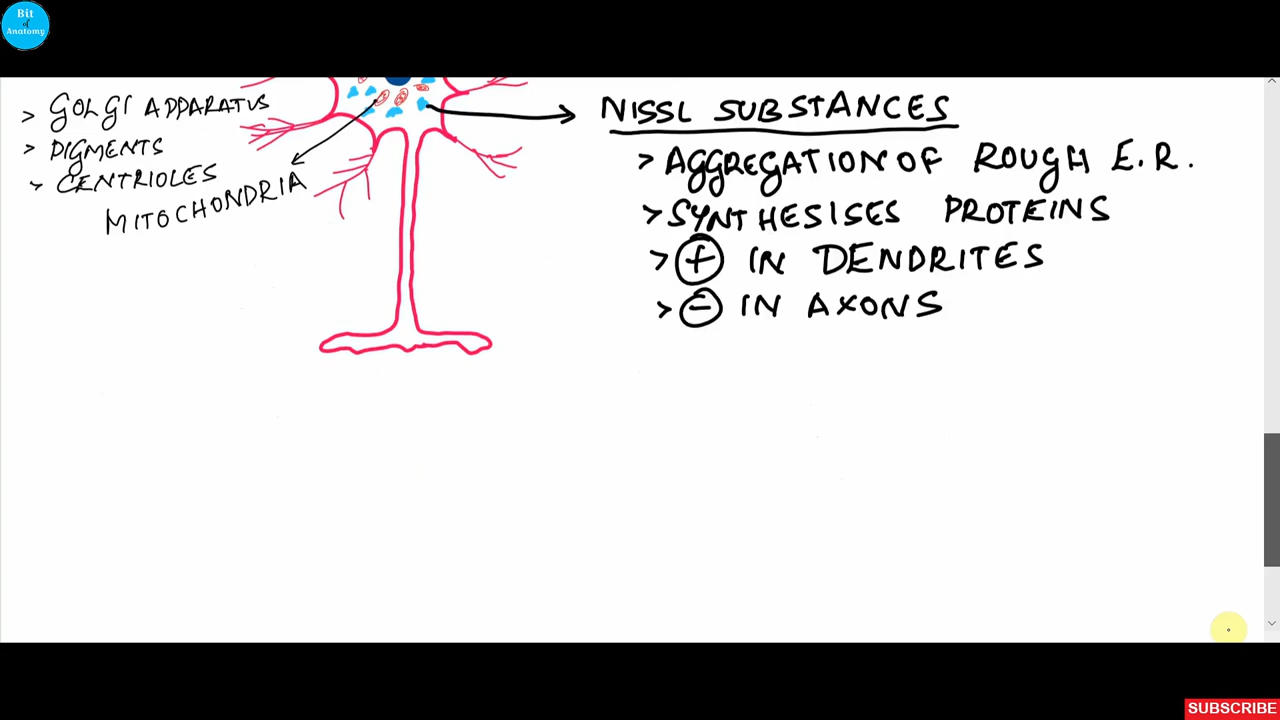 Bit
of
Anatomy
> GOLGI APPARATUS
> PIGMENTS
> CENTRIOLES
MITOCHONDRIA
NISSL SUBSTANCES
> AGGREGATION OF ROUGH E.R.
> SYNTHESISES PROTEINS
> + IN DENDRITES
> - IN AXONS
SUBSCRIBE